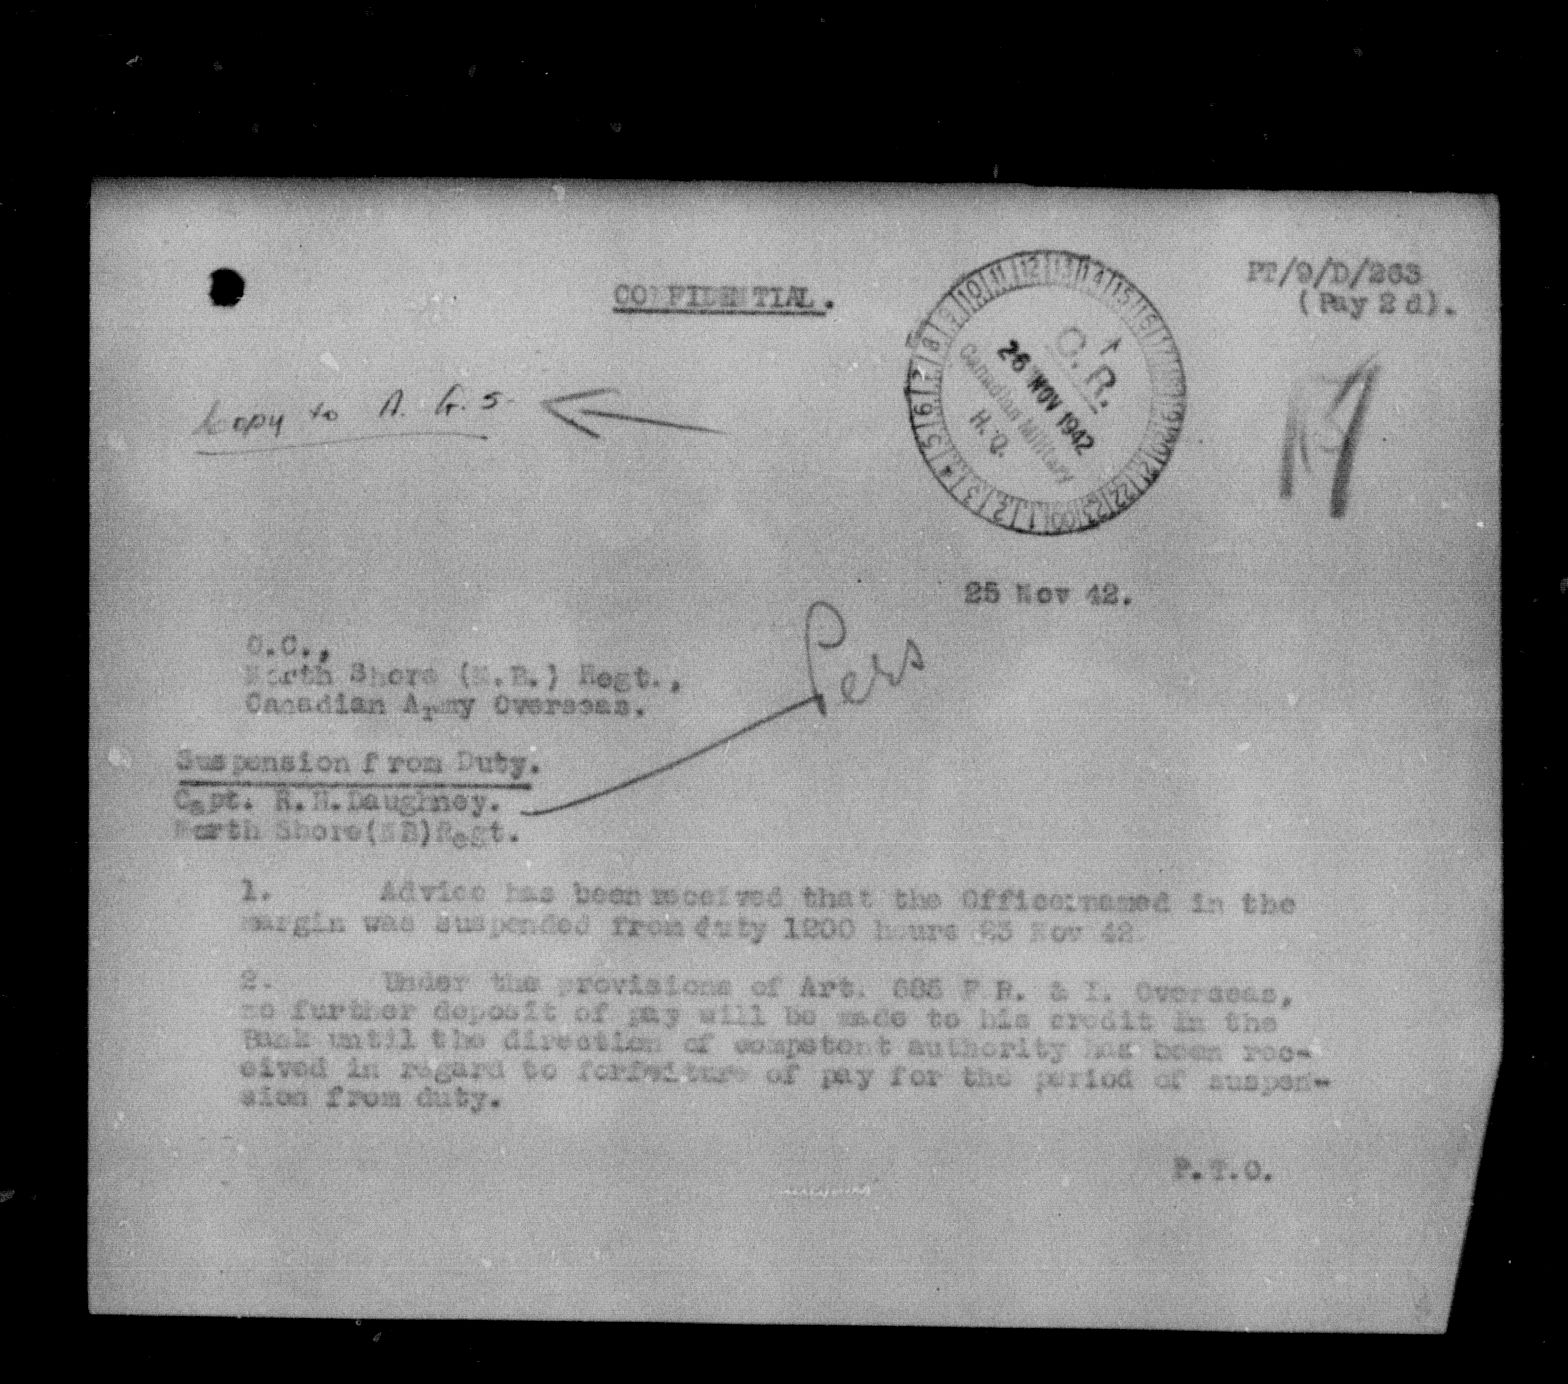 PT/9/D/263
CONFIDENTIAL.
(Pay 2 d).
C.R.
26 NOV 1942
Canadian Military
H.Q.
Copy to A. G. S
25 Nov 42.
Pers
O.C.,
North Shore (N.B.) Regt.,
Canadian Army Overseas.
Suspension from Duty.
Capt. R.H.Daughney.
North Shore(NB)Regt.
1. Advice has been received that the Officer named in the
margin was suspended from duty 1200 hours 23 Nov 42.
2. Under the provisions of Art. F.R. & I. Overseas,
no further deposit of pay will be made to his credit in the
Bank until the direction of competent authority has been rec-
eived in regard to forfeiture of pay for the period of suspen-
sion from duty.
P.T.O.